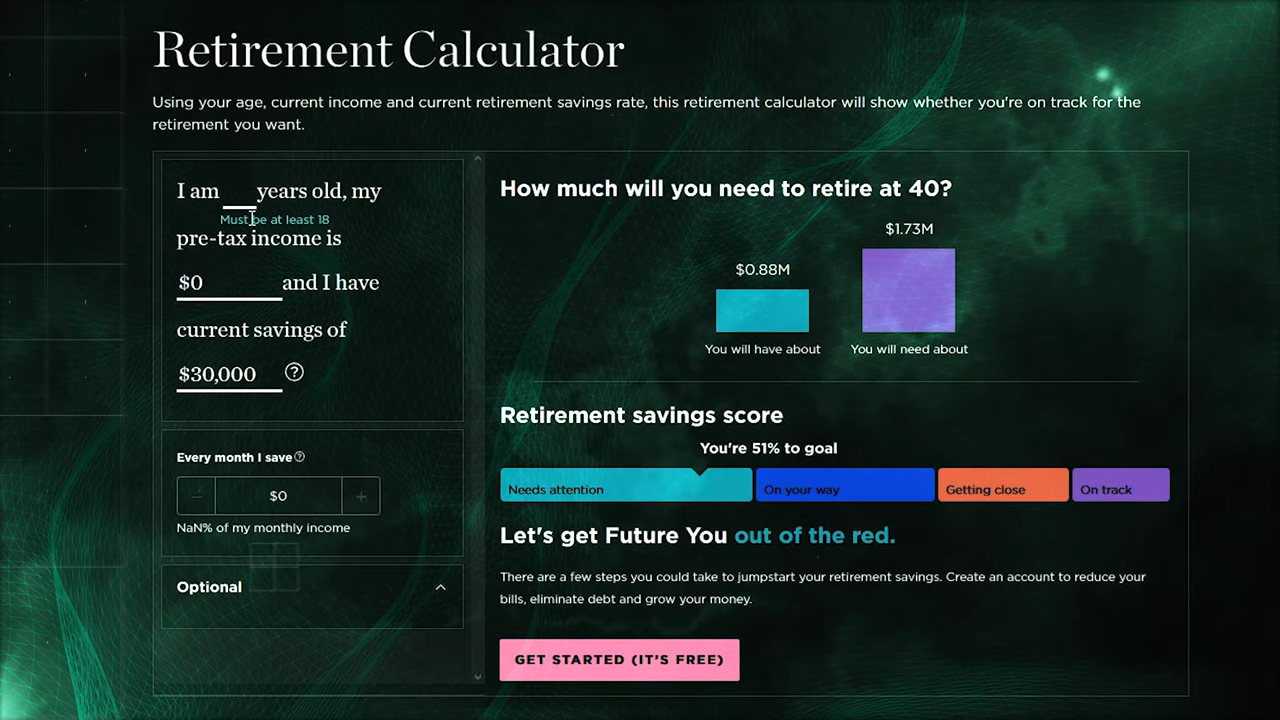 Retirement Calculator
Using your age, current income and current retirement savings rate, this retirement calculator will show whether you're on track for the
retirement you want.
I am ___ years old, my
Must be at least 18
pre-tax income is
$0 and I have
current savings of
$30,000 ?
Every month I save ?
− $0 +
NaN% of my monthly income
Optional
How much will you need to retire at 40?
$1.73M
$0.88M
You will have about You will need about
Retirement savings score
You're 51% to goal
Needs attention On your way Getting close On track
Let's get Future You out of the red.
There are a few steps you could take to jumpstart your retirement savings. Create an account to reduce your
bills, eliminate debt and grow your money.
GET STARTED (IT'S FREE)